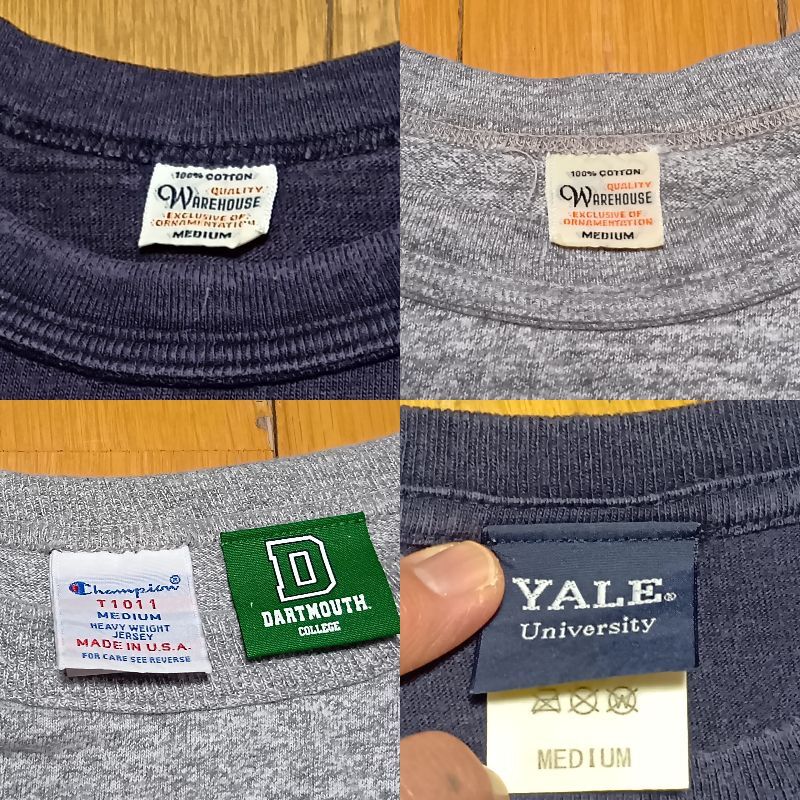 100% COTTON
QUALITY
WAREHOUSE
EXCLUSIVE OF
ORNAMENTATION
MEDIUM
100% COTTON
QUALITY
WAREHOUSE
EXCLUSIVE OF
ORNAMENTATION
MEDIUM
Champion®
T1011
MEDIUM
HEAVY WEIGHT
JERSEY
MADE IN U.S.A.
FOR CARE SEE REVERSE
D
DARTMOUTH
COLLEGE
YALE®
University
W
MEDIUM